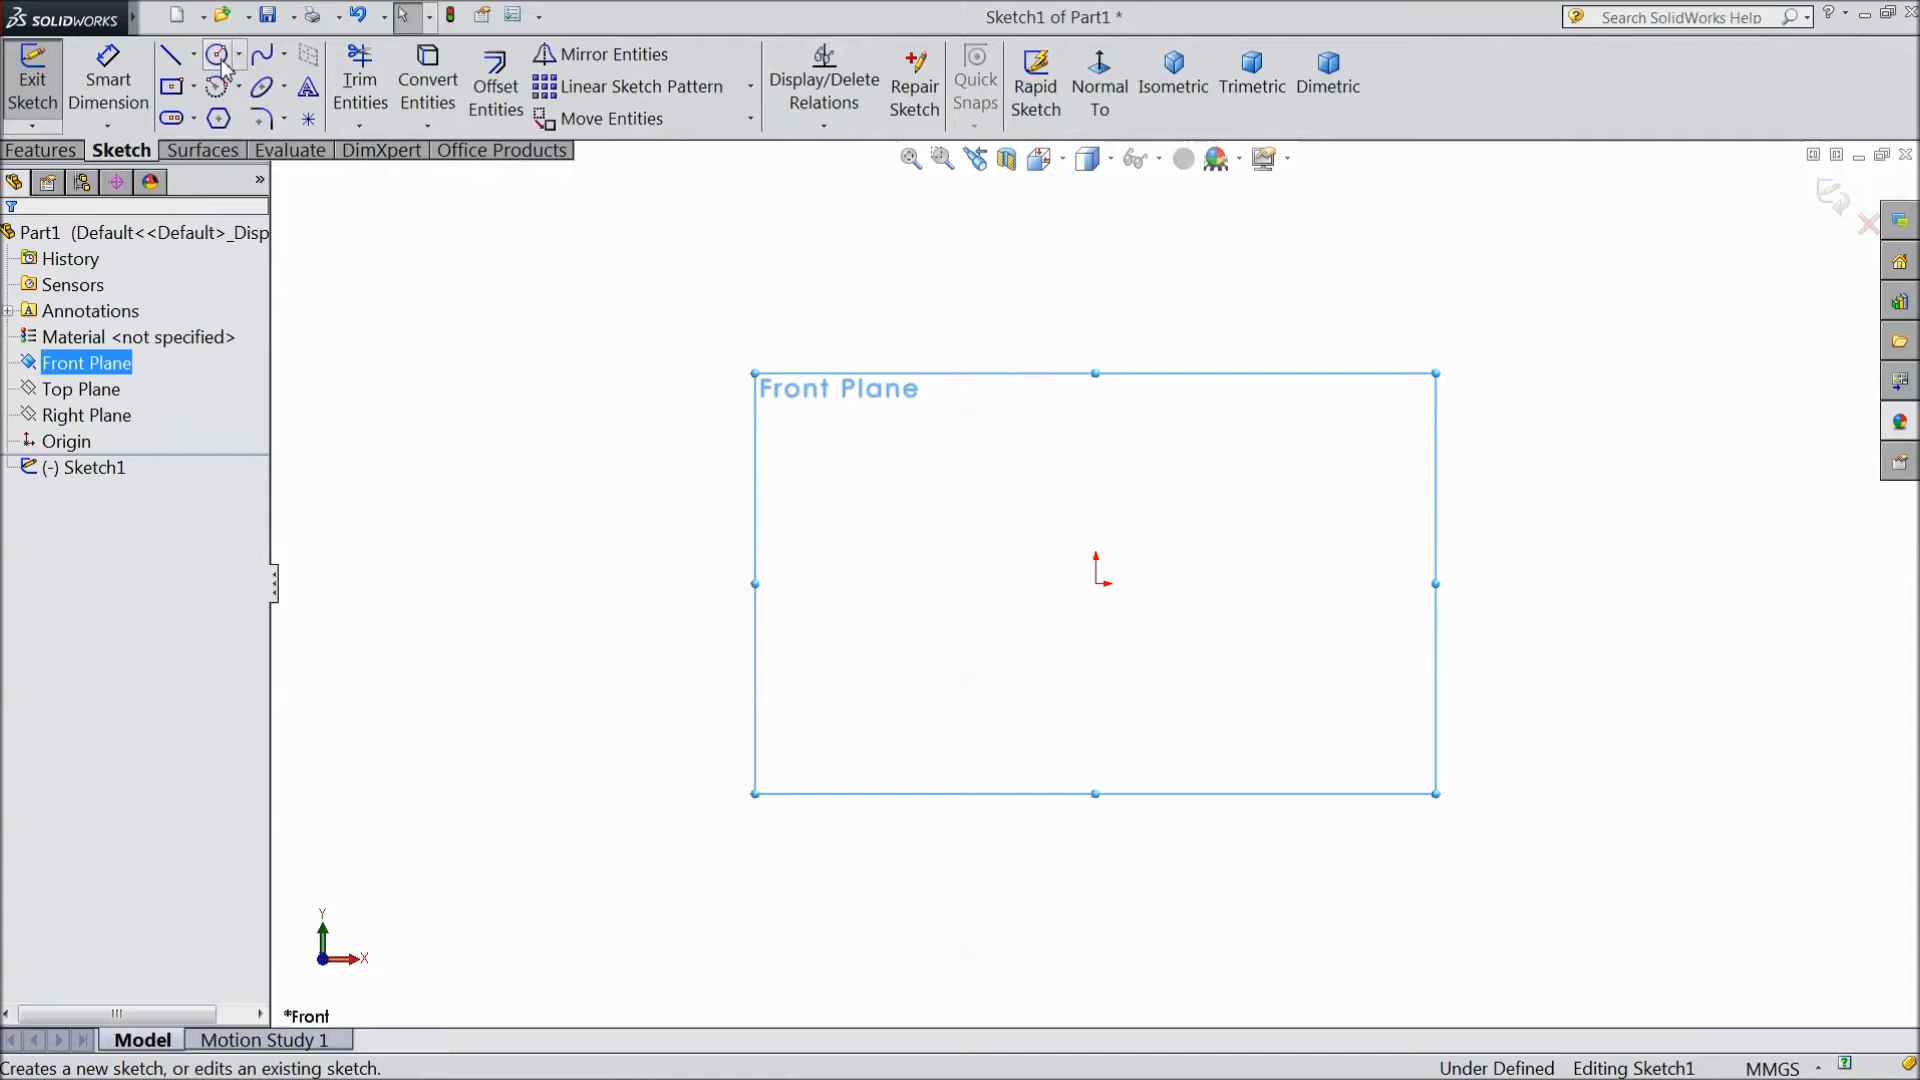 SOLIDWORKS
Sketch1 of Part1 *
Search SolidWorks Help
Exit Sketch
Smart Dimension
Trim Entities
Convert Entities
Offset Entities
Mirror Entities
Linear Sketch Pattern
Move Entities
Display/Delete Relations
Repair Sketch
Quick Snaps
Rapid Sketch
Normal To
Isometric
Trimetric
Dimetric
Features
Sketch
Surfaces
Evaluate
DimXpert
Office Products
Part1 (Default<<Default>_Disp
History
Sensors
Annotations
Material <not specified>
Front Plane
Top Plane
Right Plane
Origin
(-) Sketch1
Front Plane
Y
X
*Front
Model
Motion Study 1
Creates a new sketch, or edits an existing sketch.
Under Defined
Editing Sketch1
MMGS